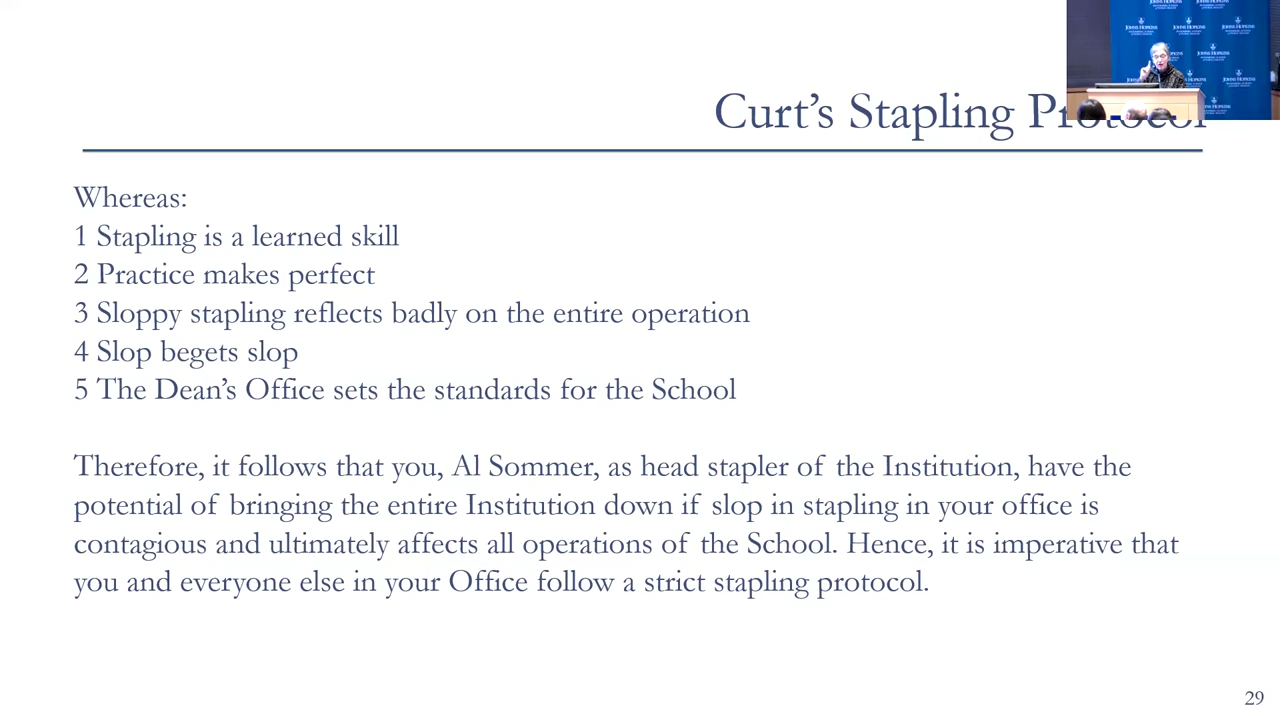 Curt's Stapling Protocol
Whereas:
1 Stapling is a learned skill
2 Practice makes perfect
3 Sloppy stapling reflects badly on the entire operation
4 Slop begets slop
5 The Dean's Office sets the standards for the School
Therefore, it follows that you, Al Sommer, as head stapler of the Institution, have the
potential of bringing the entire Institution down if slop in stapling in your office is
contagious and ultimately affects all operations of the School. Hence, it is imperative that
you and everyone else in your Office follow a strict stapling protocol.
29
JOHNS HOPKINS